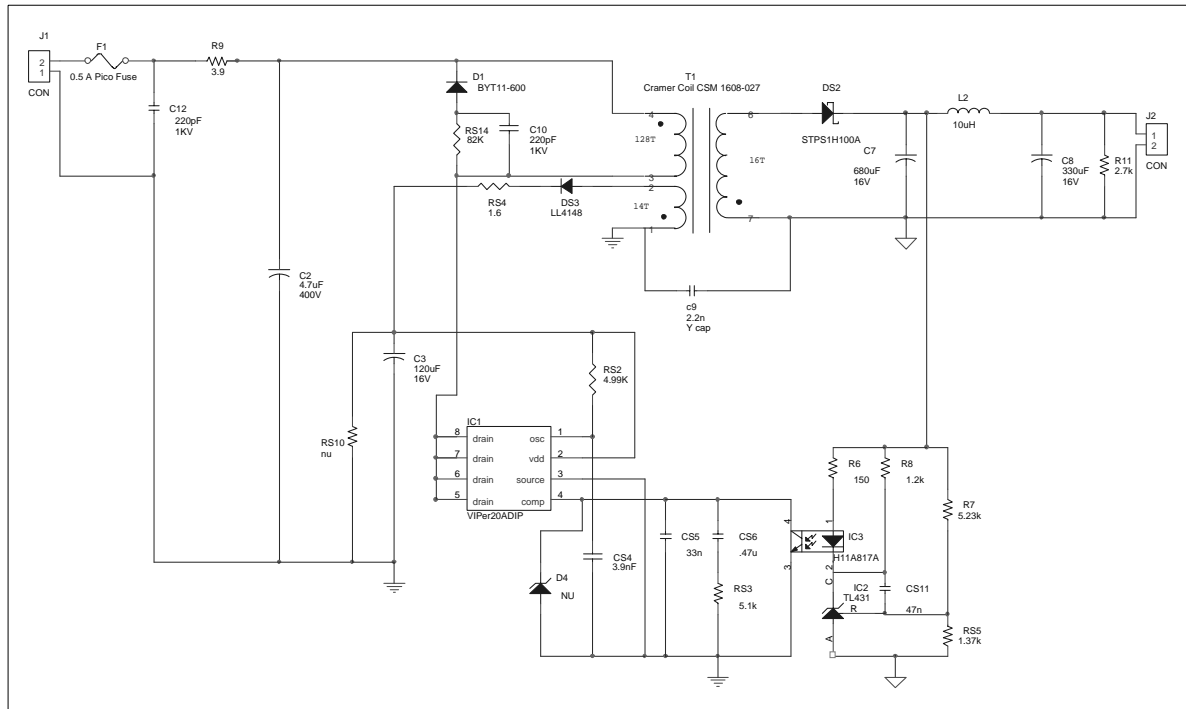 J1
2
1
CON
F1
0.5 A Pico Fuse
R9
3.9
C12
220pF
1KV
C2
4.7uF
400V
D1
BYT11-600
RS14
82K
C10
220pF
1KV
RS4
1.6
DS3
LL4148
T1
Cramer Coil CSM 1608-027
4
128T
3
2
14T
1
8
16T
7
c9
2.2n
Y cap
DS2
STPS1H100A
C7
680uF
16V
L2
10uH
C8
330uF
16V
R11
2.7k
J2
1
2
CON
RS10
nu
C3
120uF
16V
RS2
4.99K
IC1
8 drain osc 1
7 drain vdd 2
6 drain source 3
5 drain comp 4
VIPer20ADIP
D4
NU
CS4
3.9nF
CS5
33n
CS6
.47u
RS3
5.1k
4
3
1
2
IC3
H11A817A
R6
150
R8
1.2k
R7
5.23k
C
IC2
TL431
R
A
CS11
47n
RS5
1.37k